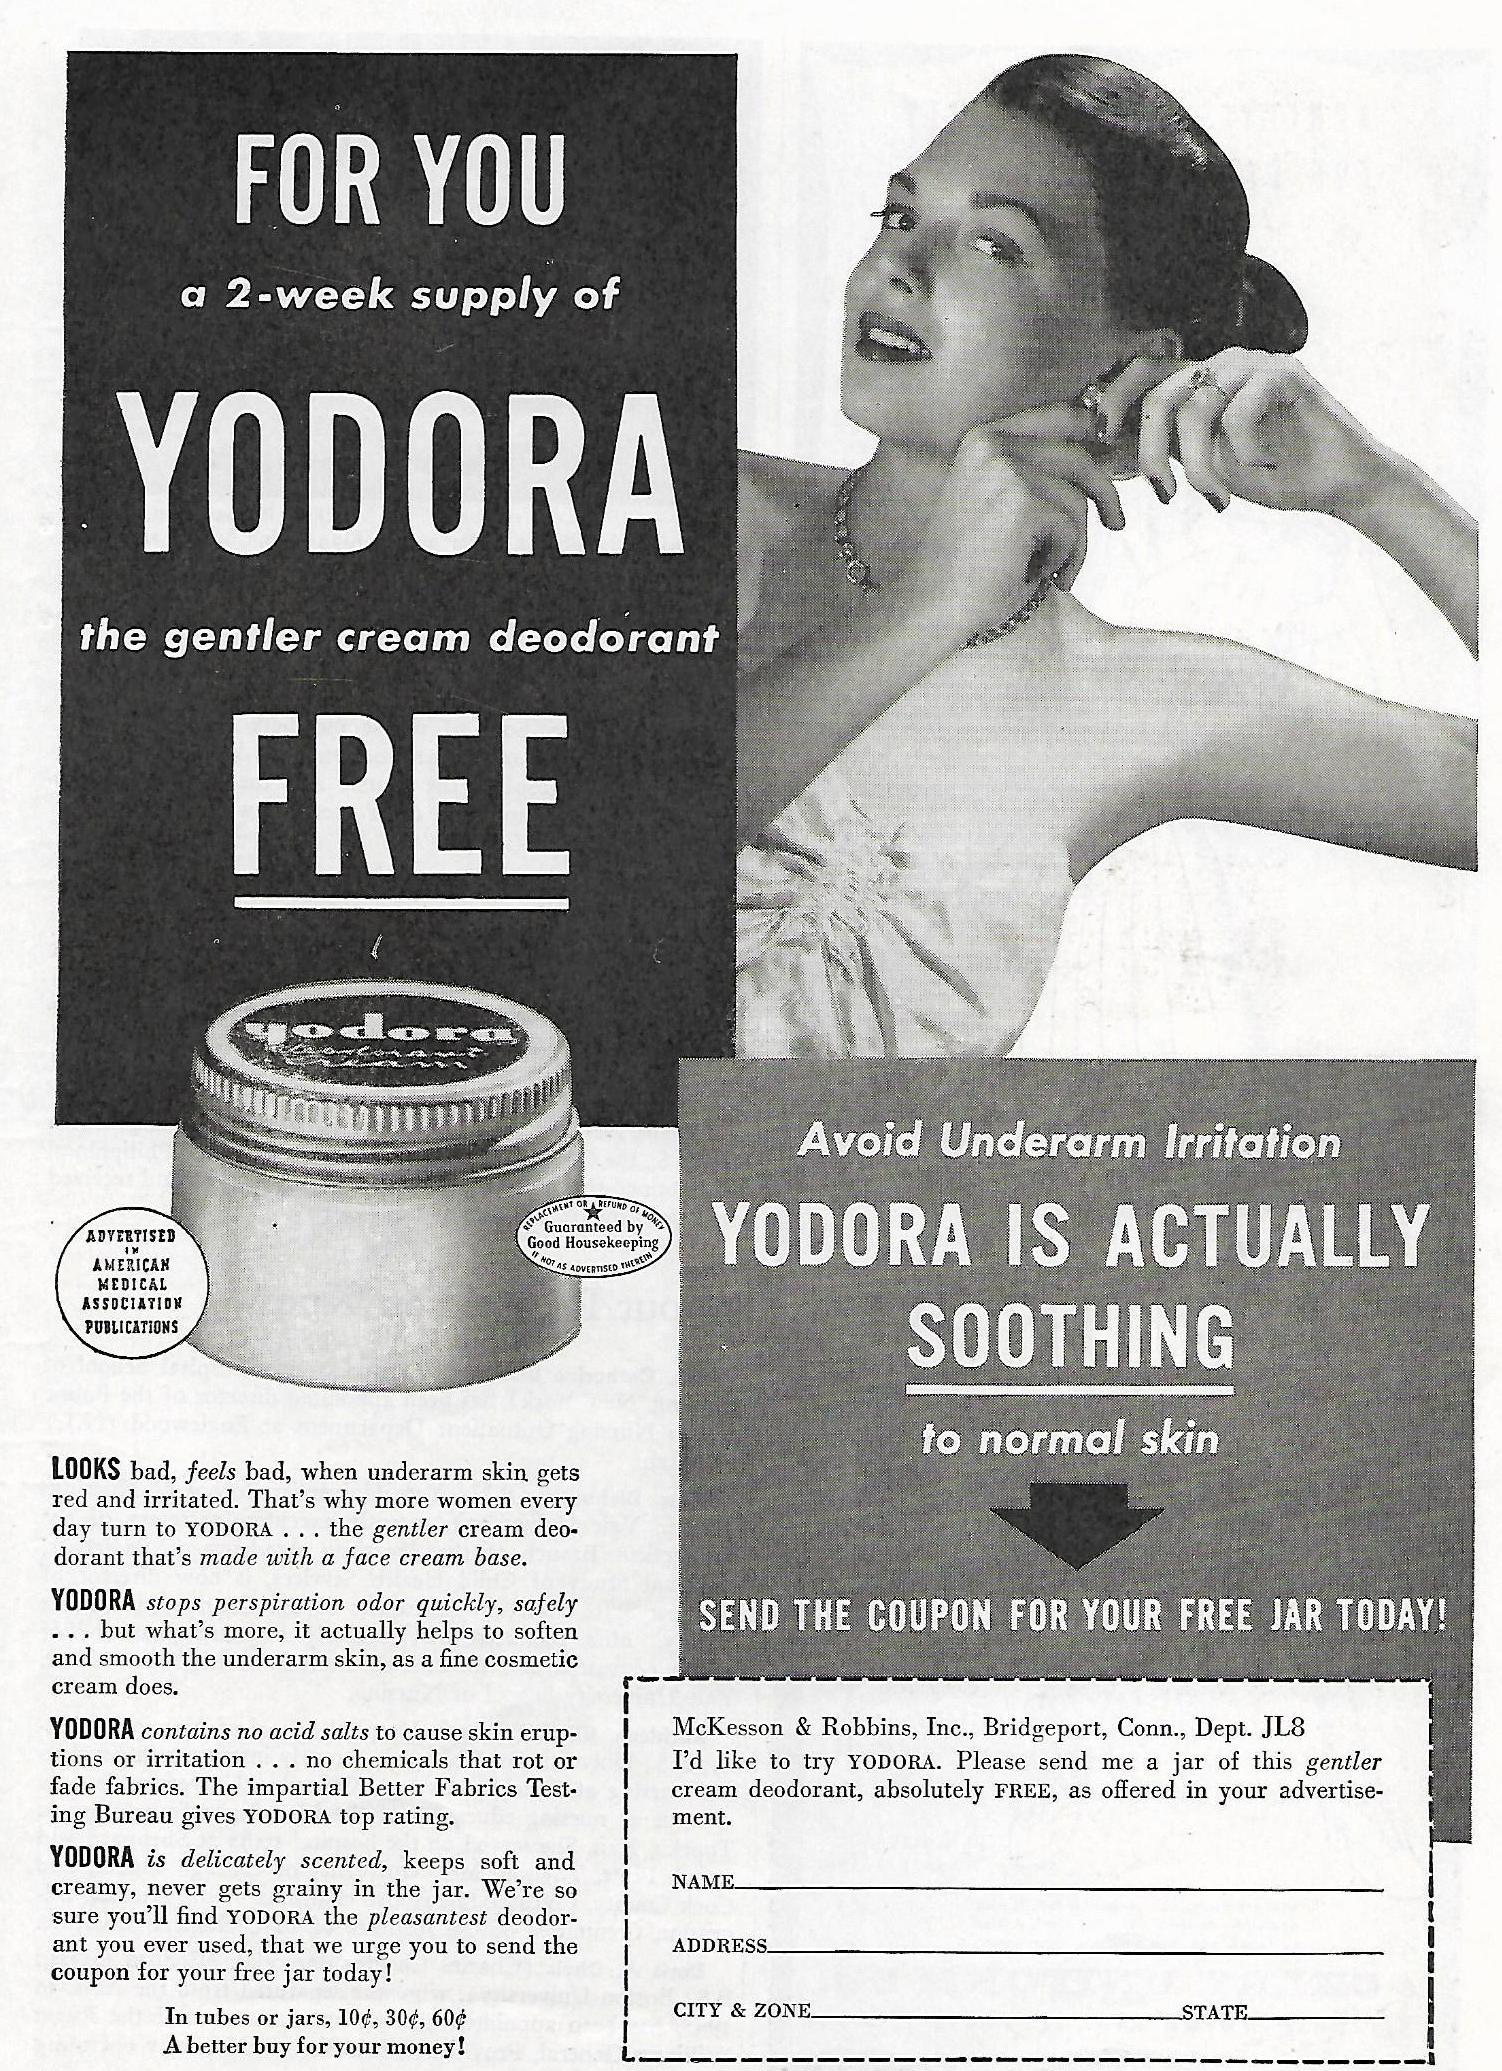 FOR YOU
a 2-week supply of
YODORA
the gentler cream deodorant
FREE
yodora
deodorant
cream
ADVERTISED
IN
AMERICAN
MEDICAL
ASSOCIATION
PUBLICATIONS
REPLACEMENT OR REFUND OF MONEY
Guaranteed by
Good Housekeeping
IF NOT AS ADVERTISED THEREIN
Avoid Underarm Irritation
YODORA IS ACTUALLY
SOOTHING
to normal skin
SEND THE COUPON FOR YOUR FREE JAR TODAY!
LOOKS bad, feels bad, when underarm skin gets
red and irritated. That's why more women every
day turn to YODORA . . . the gentler cream deo-
dorant that's made with a face cream base.
YODORA stops perspiration odor quickly, safely
. . . but what's more, it actually helps to soften
and smooth the underarm skin, as a fine cosmetic
cream does.
YODORA contains no acid salts to cause skin erup-
tions or irritation . . . no chemicals that rot or
fade fabrics. The impartial Better Fabrics Test-
ing Bureau gives YODORA top rating.
YODORA is delicately scented, keeps soft and
creamy, never gets grainy in the jar. We're so
sure you'll find YODORA the pleasantest deodor-
ant you ever used, that we urge you to send the
coupon for your free jar today!
In tubes or jars, 10¢, 30¢, 60¢
A better buy for your money!
McKesson & Robbins, Inc., Bridgeport, Conn., Dept. JL8
I'd like to try YODORA. Please send me a jar of this gentler
cream deodorant, absolutely FREE, as offered in your advertise-
ment.
NAME
ADDRESS
CITY & ZONE STATE